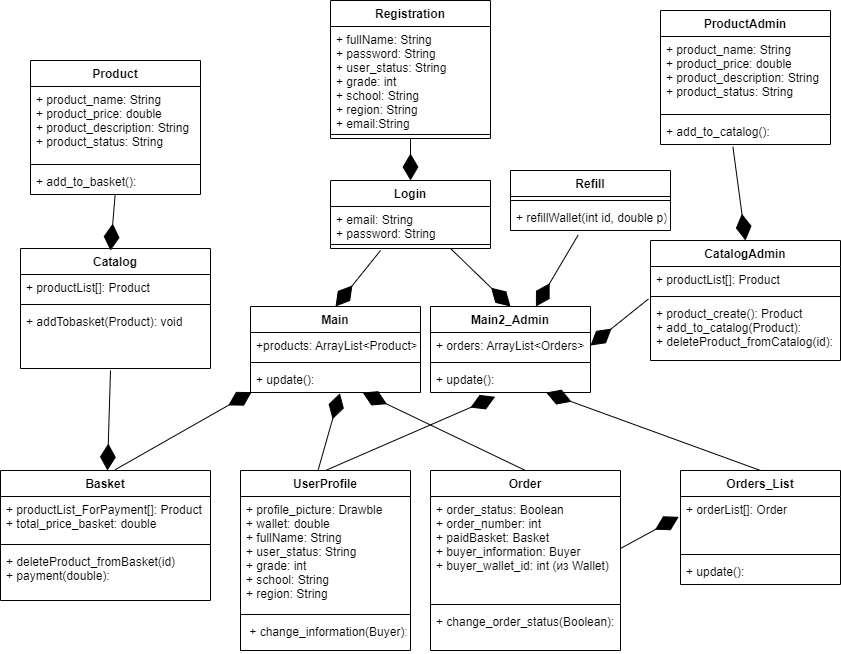 Registration
+ fullName: String
+ password: String
+ user_status: String
+ grade: int
+ school: String
+ region: String
+ email:String
ProductAdmin
+ product_name: String
+ product_price: double
+ product_description: String
+ product_status: String
+ add_to_catalog():
Product
+ product_name: String
+ product_price: double
+ product_description: String
+ product_status: String
+ add_to_basket():
Login
+ email: String
+ password: String
Refill
+ refillWallet(int id, double p)
Catalog
+ productList[]: Product
+ addTobasket(Product): void
CatalogAdmin
+ productList[]: Product
+ product_create(): Product
+ add_to_catalog(Product):
+ deleteProduct_fromCatalog(id):
Main
+products: ArrayList<Product>
+ update():
Main2_Admin
+ orders: ArrayList<Orders>
+ update():
Basket
+ productList_ForPayment[]: Product
+ total_price_basket: double
+ deleteProduct_fromBasket(id)
+ payment(double):
UserProfile
+ profile_picture: Drawble
+ wallet: double
+ fullName: String
+ user_status: String
+ grade: int
+ school: String
+ region: String
+ change_information(Buyer):
Order
+ order_status: Boolean
+ order_number: int
+ paidBasket: Basket
+ buyer_information: Buyer
+ buyer_wallet_id: int (из Wallet)
+ change_order_status(Boolean):
Orders_List
+ orderList[]: Order
+ update():